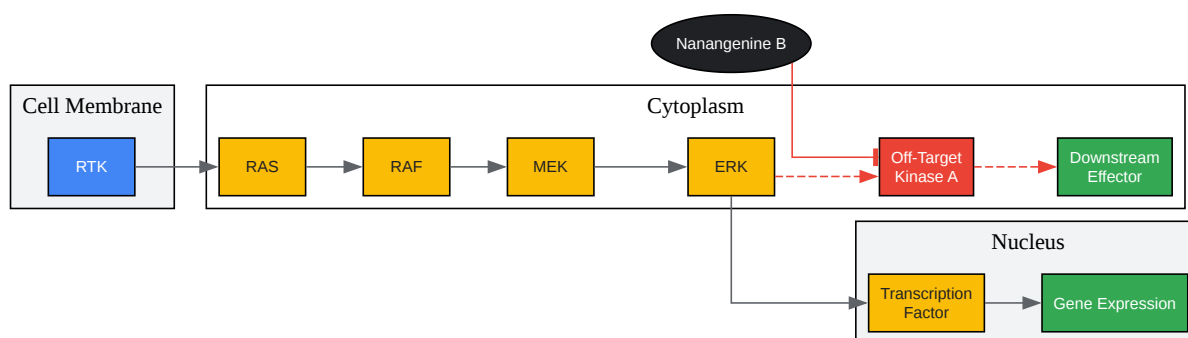 Nanangenine B
Cell Membrane
Cytoplasm
RTK
RAS
RAF
MEK
ERK
Off-Target
Kinase A
Downstream
Effector
Nucleus
Transcription
Factor
Gene Expression